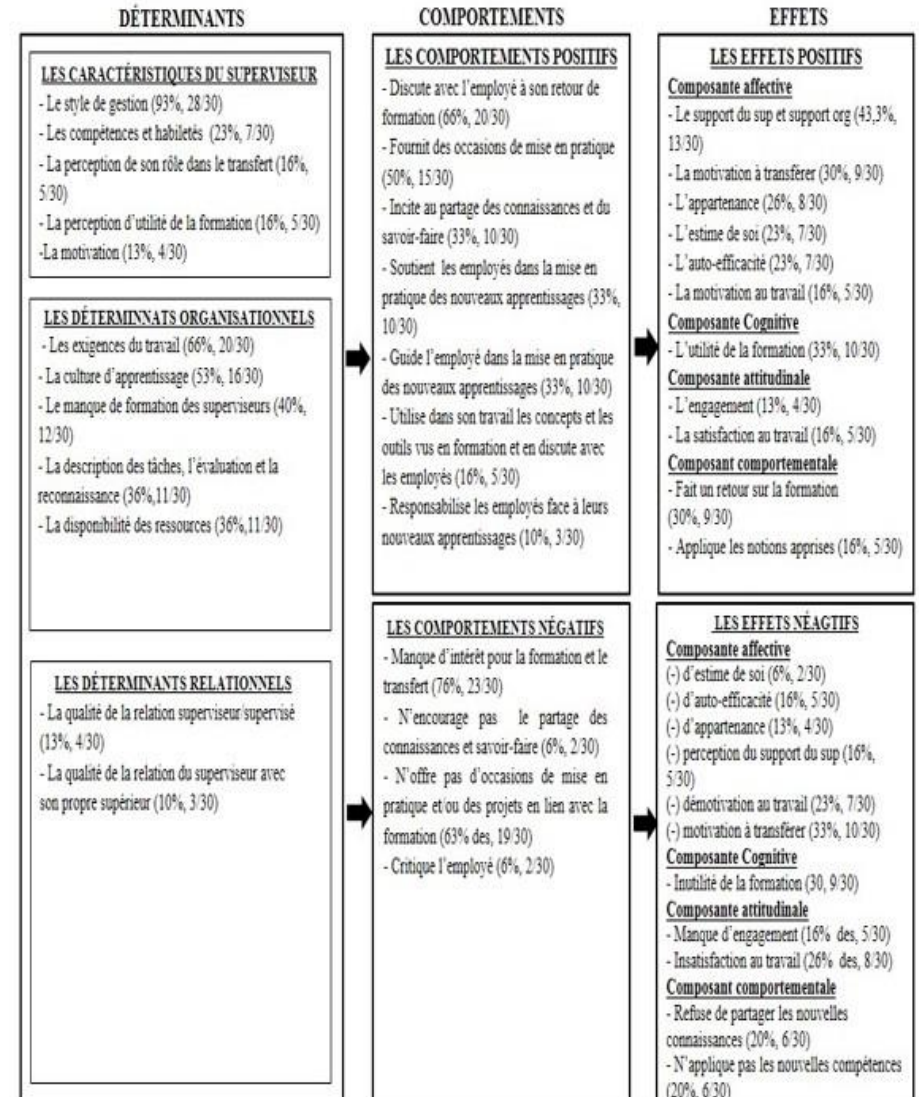 DÉTERMINANTS
LES CARACTÉRISTIQUES DU SUPERVISEUR
- Le style de gestion (93%, 28/30)
- Les compétences et habiletés (23%, 7/30)
- La perception de son rôle dans le transfert (16%,
5/30)
- La perception d'utilité de la formation (16%, 5/30)
-La motivation (13%, 4/30)
LES DÉTERMINNATS ORGANISATIONNELS
- Les exigences du travail (66%, 20/30)
- La culture d'apprentissage (53%, 16/30)
- Le manque de formation des superviseurs (40%,
12/30)
- La description des tâches, l'évaluation et la
reconnaissance (36%,11/30)
- La disponibilité des ressources (36%,11/30)
LES DÉTERMINANTS RELATIONNELS
- La qualité de la relation superviseur/supervisé
(13%, 4/30)
- La qualité de la relation du superviseur avec
son propre supérieur (10%, 3/30)
COMPORTEMENTS
LES COMPORTEMENTS POSITIFS
- Discute avec l'employé à son retour de
formation (66%, 20/30)
- Fournit des occasions de mise en pratique
(50%, 15/30)
- Incite au partage des connaissances et du
savoir-faire (33%, 10/30)
- Soutient les employés dans la mise en
pratique des nouveaux apprentissages (33%,
10/30)
- Guide l'employé dans la mise en pratique
des nouveaux apprentissages (33%, 10/30)
- Utilise dans son travail les concepts et les
outils vus en formation et en discute avec
les employés (16%, 5/30)
- Responsabilise les employés face à leurs
nouveaux apprentissages (10%, 3/30)
LES COMPORTEMENTS NÉGATIFS
- Manque d'intérêt pour la formation et le
transfert (76%, 23/30)
- N'encourage pas le partage des
connaissances et savoir-faire (6%, 2/30)
- N'offre pas d'occasions de mise en
pratique et/ou des projets en lien avec la
formation (63% des, 19/30)
- Critique l'employé (6%, 2/30)
EFFETS
LES EFFETS POSITIFS
Composante affective
- Le support du sup et support org (43,3%,
13/30)
- La motivation à transférer (30%, 9/30)
- L'appartenance (26%, 8/30)
- L'estime de soi (23%, 7/30)
- L'auto-efficacité (23%, 7/30)
- La motivation au travail (16%, 5/30)
Composante Cognitive
- L'utilité de la formation (33%, 10/30)
Composante attitudinale
- L'engagement (13%, 4/30)
- La satisfaction au travail (16%, 5/30)
Composant comportementale
- Fait un retour sur la formation
(30%, 9/30)
- Applique les notions apprises (16%, 5/30)
LES EFFETS NÉAGTIFS
Composante affective
(-) d'estime de soi (6%, 2/30)
(-) d'auto-efficacité (16%, 5/30)
(-) d'appartenance (13%, 4/30)
(-) perception du support du sup (16%,
5/30)
(-) démotivation au travail (23%, 7/30)
(-) motivation à transférer (33%, 10/30)
Composante Cognitive
- Inutilité de la formation (30, 9/30)
Composante attitudinale
- Manque d'engagement (16% des, 5/30)
- Insatisfaction au travail (26% des, 8/30)
Composant comportementale
- Refuse de partager les nouvelles
connaissances (20%, 6/30)
- N'applique pas les nouvelles compétences
(20%, 6/30)